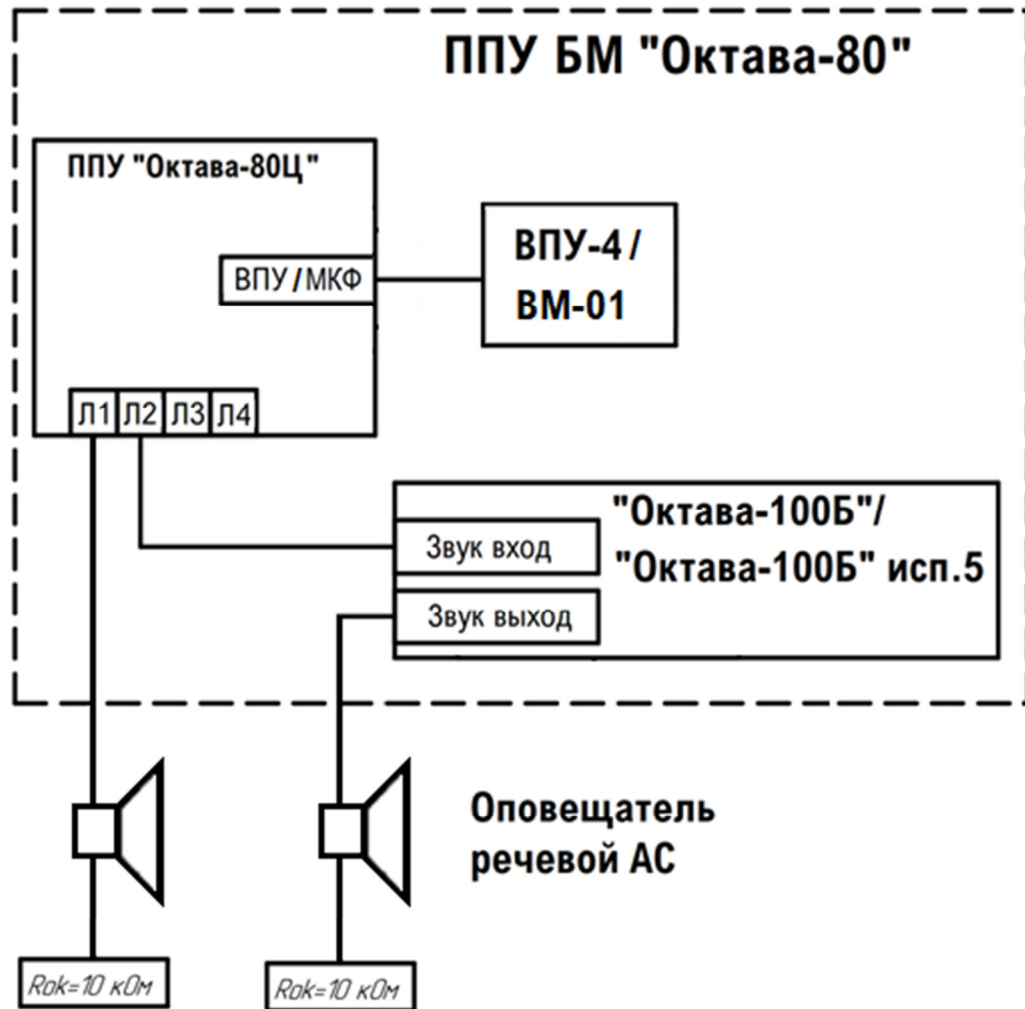 ППУ БМ "Октава-80"
ППУ "Октава-80Ц"
ВПУ/МКФ
ВПУ-4 /
ВМ-01
Л1 Л2 Л3 Л4
"Октава-100Б"/
"Октава-100Б" исп.5
Звук вход
Звук выход
Оповещатель
речевой АС
Rok=10 кОм
Rok=10 кОм